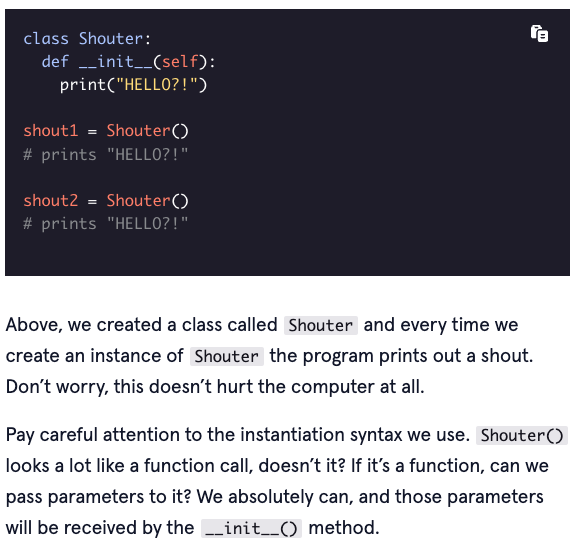 class Shouter:
  def __init__(self):
    print("HELLO?!")

shout1 = Shouter()
# prints "HELLO?!"

shout2 = Shouter()
# prints "HELLO?!"

Above, we created a class called Shouter and every time we
create an instance of Shouter the program prints out a shout.
Don’t worry, this doesn’t hurt the computer at all.

Pay careful attention to the instantiation syntax we use. Shouter()
looks a lot like a function call, doesn’t it? If it’s a function, can we
pass parameters to it? We absolutely can, and those parameters
will be received by the __init__() method.